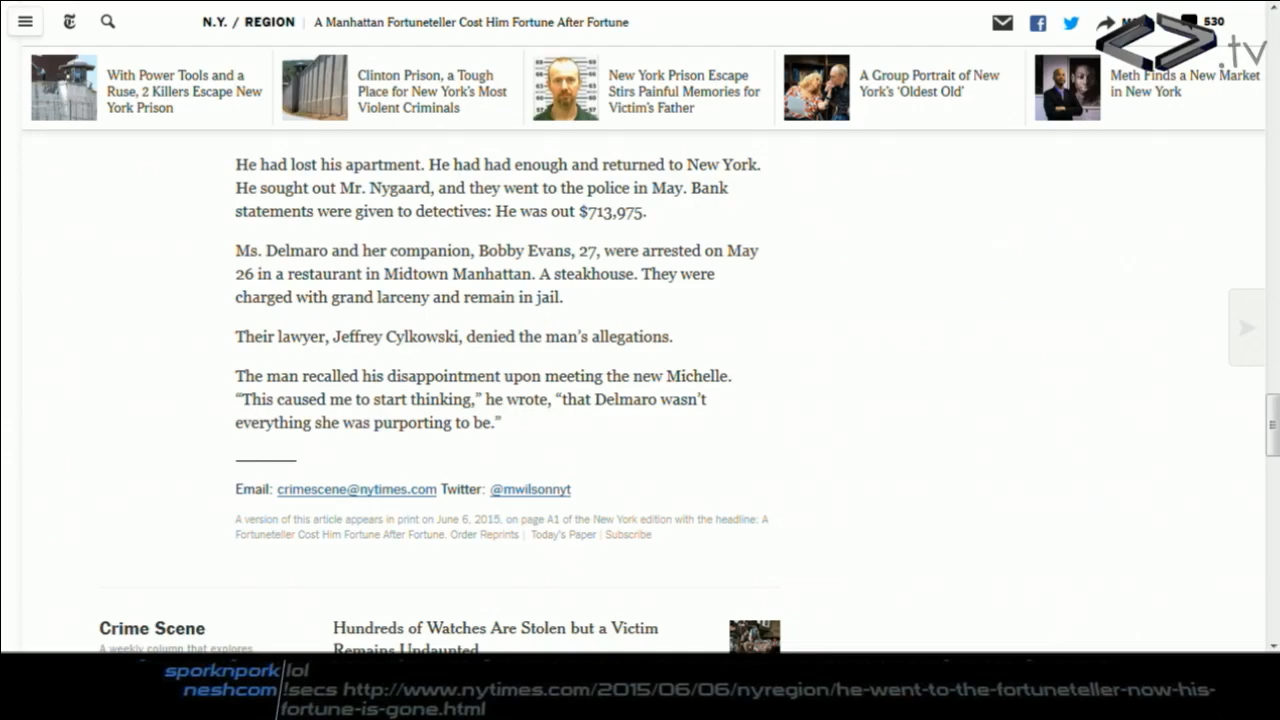 N.Y. / REGION | A Manhattan Fortuneteller Cost Him Fortune After Fortune
530
.tv
With Power Tools and a
Ruse, 2 Killers Escape New
York Prison
Clinton Prison, a Tough
Place for New York's Most
Violent Criminals
New York Prison Escape
Stirs Painful Memories for
Victim's Father
A Group Portrait of New
York's ‘Oldest Old’
Meth Finds a New Market
in New York
He had lost his apartment. He had had enough and returned to New York.
He sought out Mr. Nygaard, and they went to the police in May. Bank
statements were given to detectives: He was out $713,975.
Ms. Delmaro and her companion, Bobby Evans, 27, were arrested on May
26 in a restaurant in Midtown Manhattan. A steakhouse. They were
charged with grand larceny and remain in jail.
Their lawyer, Jeffrey Cylkowski, denied the man's allegations.
The man recalled his disappointment upon meeting the new Michelle.
“This caused me to start thinking,” he wrote, “that Delmaro wasn't
everything she was purporting to be.”
Email: crimescene@nytimes.com Twitter: @mwilsonnyt
A version of this article appears in print on June 6, 2015, on page A1 of the New York edition with the headline: A
Fortuneteller Cost Him Fortune After Fortune. Order Reprints | Today's Paper | Subscribe
Crime Scene
A weekly column that explores
Hundreds of Watches Are Stolen but a Victim
Remains Undaunted
sporknpork lol
neshcom !secs http://www.nytimes.com/2015/06/06/nyregion/he-went-to-the-fortuneteller-now-his-
fortune-is-gone.html